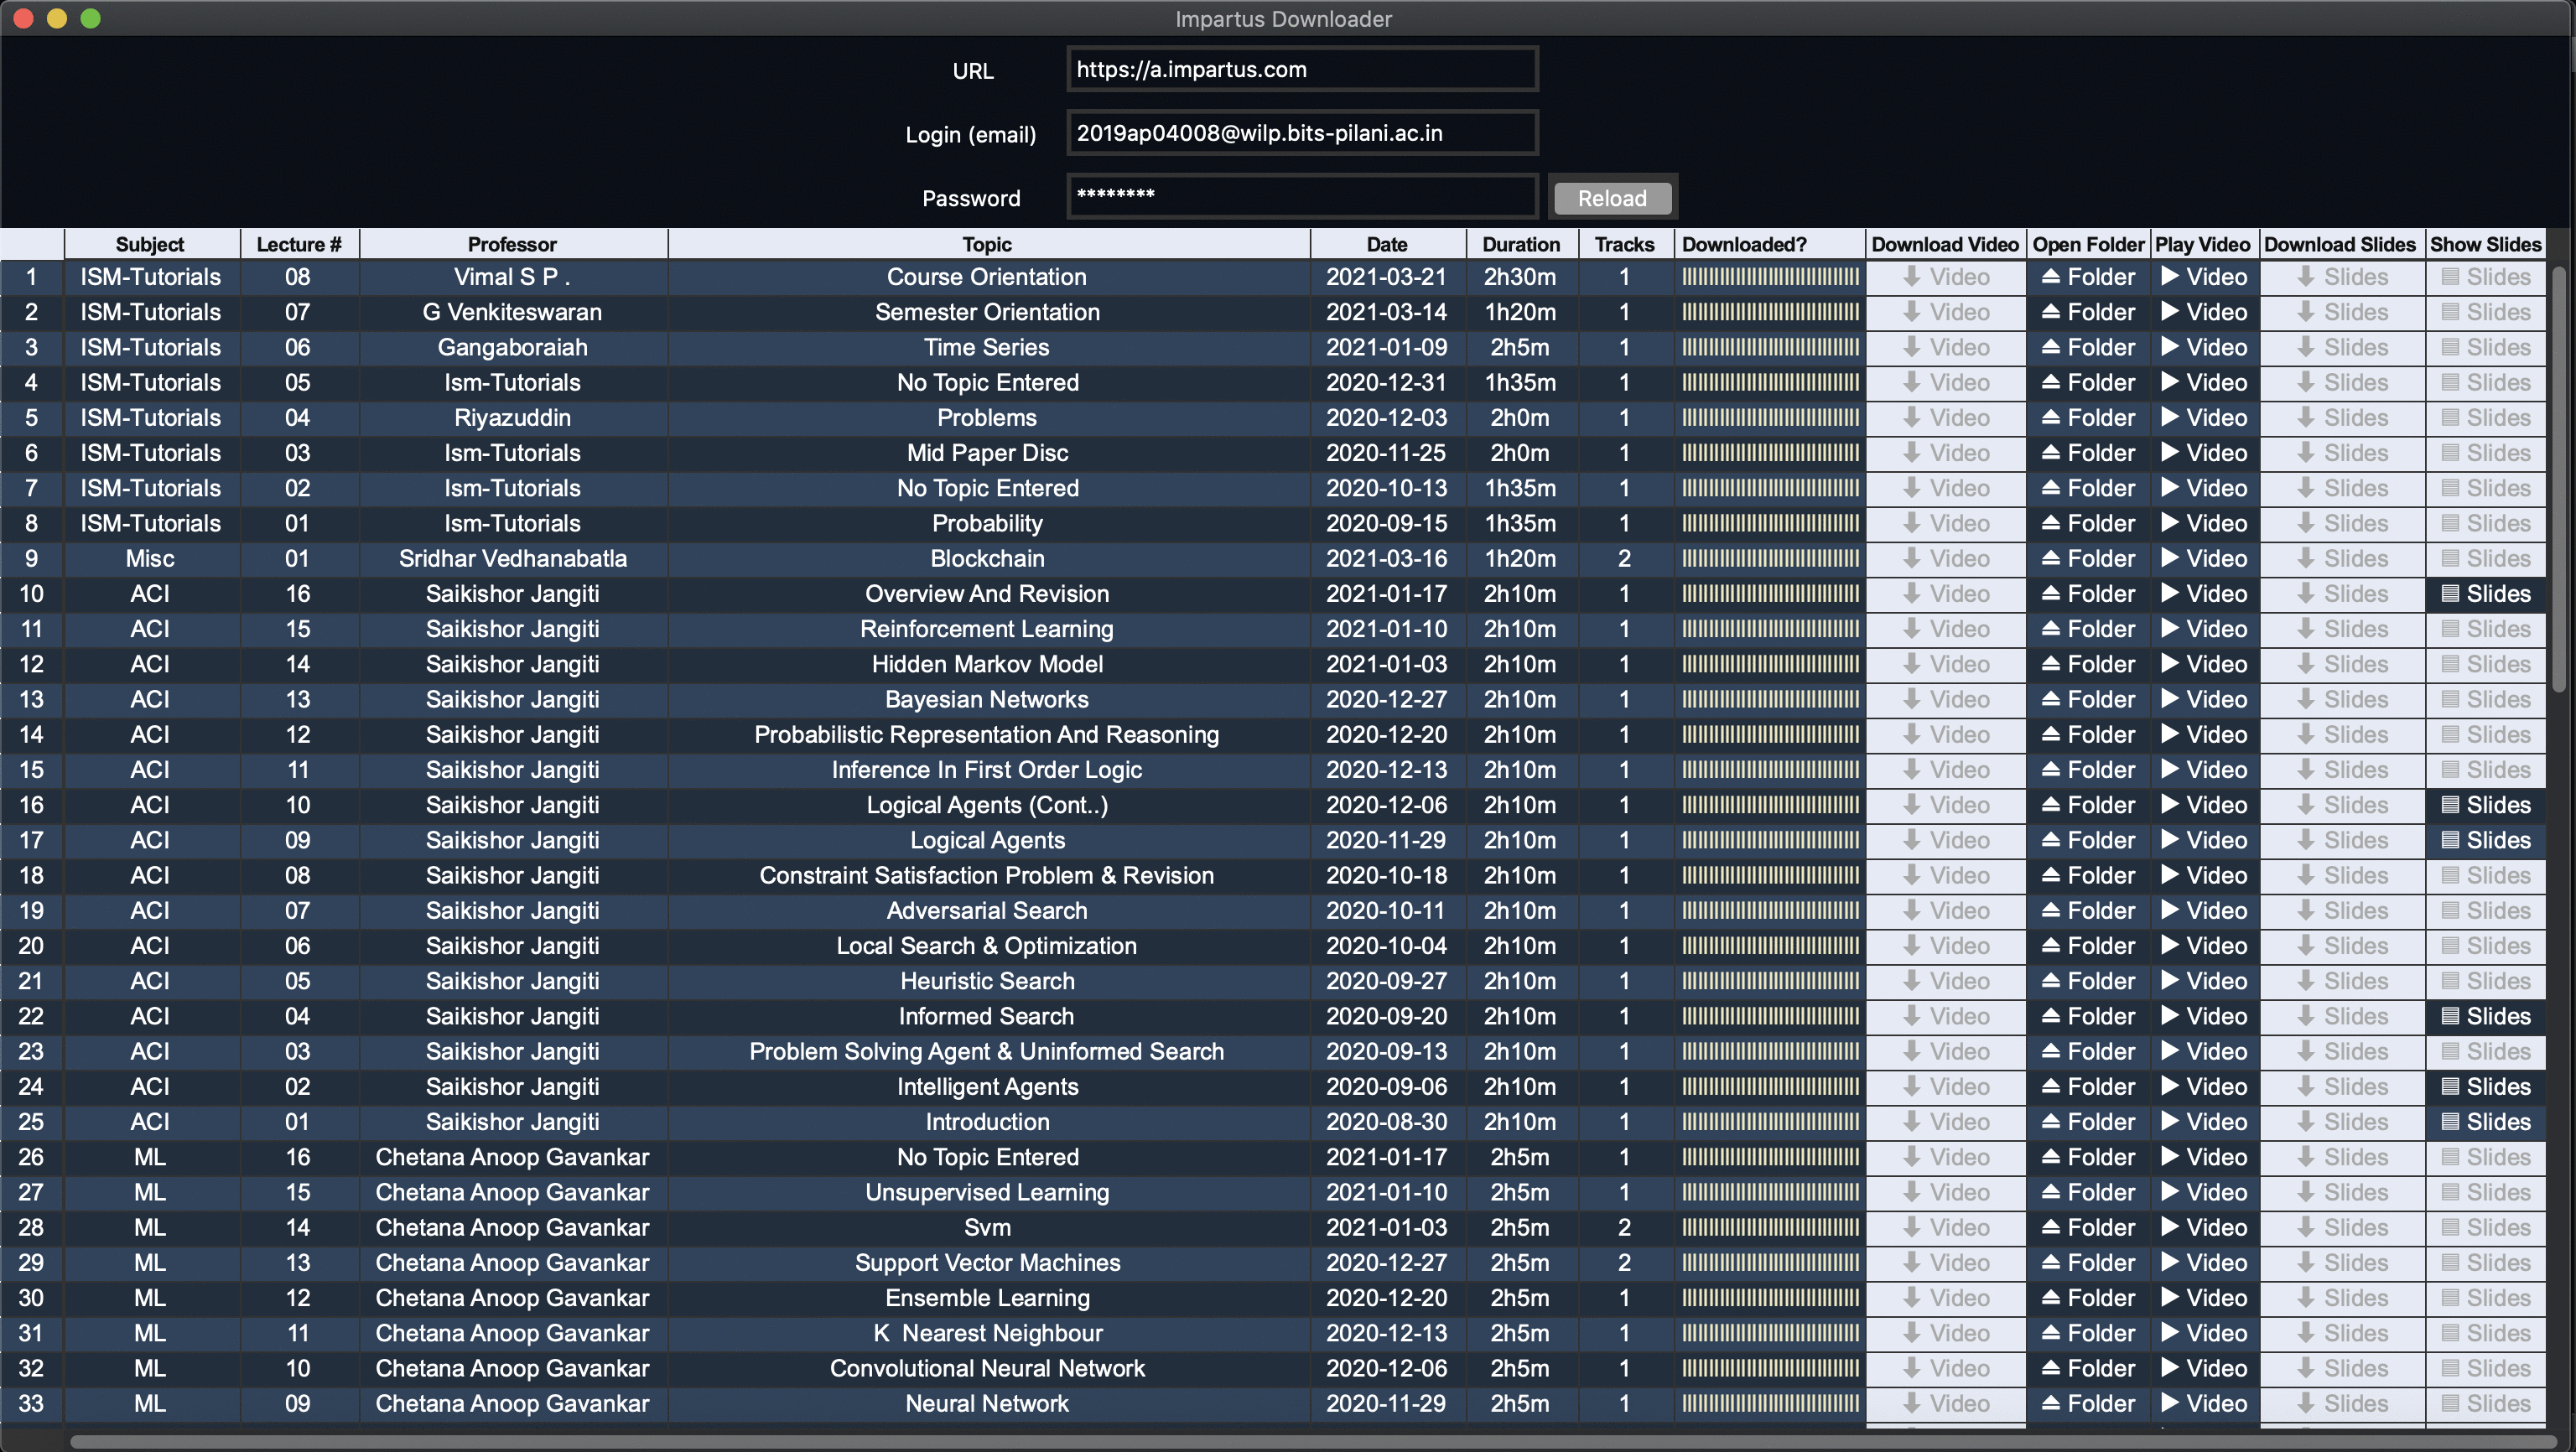 Impartus Downloader
URL https://a.impartus.com
Login (email) 2019ap04008@wilp.bits-pilani.ac.in
Password ******** Reload
Subject Lecture # Professor Topic Date Duration Tracks Downloaded? Download Video Open Folder Play Video Download Slides Show Slides
1 ISM-Tutorials 08 Vimal S P . Course Orientation 2021-03-21 2h30m 1 Video Folder Video Slides Slides
2 ISM-Tutorials 07 G Venkiteswaran Semester Orientation 2021-03-14 1h20m 1 Video Folder Video Slides Slides
3 ISM-Tutorials 06 Gangaboraiah Time Series 2021-01-09 2h5m 1 Video Folder Video Slides Slides
4 ISM-Tutorials 05 Ism-Tutorials No Topic Entered 2020-12-31 1h35m 1 Video Folder Video Slides Slides
5 ISM-Tutorials 04 Riyazuddin Problems 2020-12-03 2h0m 1 Video Folder Video Slides Slides
6 ISM-Tutorials 03 Ism-Tutorials Mid Paper Disc 2020-11-25 2h0m 1 Video Folder Video Slides Slides
7 ISM-Tutorials 02 Ism-Tutorials No Topic Entered 2020-10-13 1h35m 1 Video Folder Video Slides Slides
8 ISM-Tutorials 01 Ism-Tutorials Probability 2020-09-15 1h35m 1 Video Folder Video Slides Slides
9 Misc 01 Sridhar Vedhanabatla Blockchain 2021-03-16 1h20m 2 Video Folder Video Slides Slides
10 ACI 16 Saikishor Jangiti Overview And Revision 2021-01-17 2h10m 1 Video Folder Video Slides Slides
11 ACI 15 Saikishor Jangiti Reinforcement Learning 2021-01-10 2h10m 1 Video Folder Video Slides Slides
12 ACI 14 Saikishor Jangiti Hidden Markov Model 2021-01-03 2h10m 1 Video Folder Video Slides Slides
13 ACI 13 Saikishor Jangiti Bayesian Networks 2020-12-27 2h10m 1 Video Folder Video Slides Slides
14 ACI 12 Saikishor Jangiti Probabilistic Representation And Reasoning 2020-12-20 2h10m 1 Video Folder Video Slides Slides
15 ACI 11 Saikishor Jangiti Inference In First Order Logic 2020-12-13 2h10m 1 Video Folder Video Slides Slides
16 ACI 10 Saikishor Jangiti Logical Agents (Cont..) 2020-12-06 2h10m 1 Video Folder Video Slides Slides
17 ACI 09 Saikishor Jangiti Logical Agents 2020-11-29 2h10m 1 Video Folder Video Slides Slides
18 ACI 08 Saikishor Jangiti Constraint Satisfaction Problem & Revision 2020-10-18 2h10m 1 Video Folder Video Slides Slides
19 ACI 07 Saikishor Jangiti Adversarial Search 2020-10-11 2h10m 1 Video Folder Video Slides Slides
20 ACI 06 Saikishor Jangiti Local Search & Optimization 2020-10-04 2h10m 1 Video Folder Video Slides Slides
21 ACI 05 Saikishor Jangiti Heuristic Search 2020-09-27 2h10m 1 Video Folder Video Slides Slides
22 ACI 04 Saikishor Jangiti Informed Search 2020-09-20 2h10m 1 Video Folder Video Slides Slides
23 ACI 03 Saikishor Jangiti Problem Solving Agent & Uninformed Search 2020-09-13 2h10m 1 Video Folder Video Slides Slides
24 ACI 02 Saikishor Jangiti Intelligent Agents 2020-09-06 2h10m 1 Video Folder Video Slides Slides
25 ACI 01 Saikishor Jangiti Introduction 2020-08-30 2h10m 1 Video Folder Video Slides Slides
26 ML 16 Chetana Anoop Gavankar No Topic Entered 2021-01-17 2h5m 1 Video Folder Video Slides Slides
27 ML 15 Chetana Anoop Gavankar Unsupervised Learning 2021-01-10 2h5m 1 Video Folder Video Slides Slides
28 ML 14 Chetana Anoop Gavankar Svm 2021-01-03 2h5m 2 Video Folder Video Slides Slides
29 ML 13 Chetana Anoop Gavankar Support Vector Machines 2020-12-27 2h5m 2 Video Folder Video Slides Slides
30 ML 12 Chetana Anoop Gavankar Ensemble Learning 2020-12-20 2h5m 1 Video Folder Video Slides Slides
31 ML 11 Chetana Anoop Gavankar K  Nearest Neighbour 2020-12-13 2h5m 1 Video Folder Video Slides Slides
32 ML 10 Chetana Anoop Gavankar Convolutional Neural Network 2020-12-06 2h5m 1 Video Folder Video Slides Slides
33 ML 09 Chetana Anoop Gavankar Neural Network 2020-11-29 2h5m 1 Video Folder Video Slides Slides